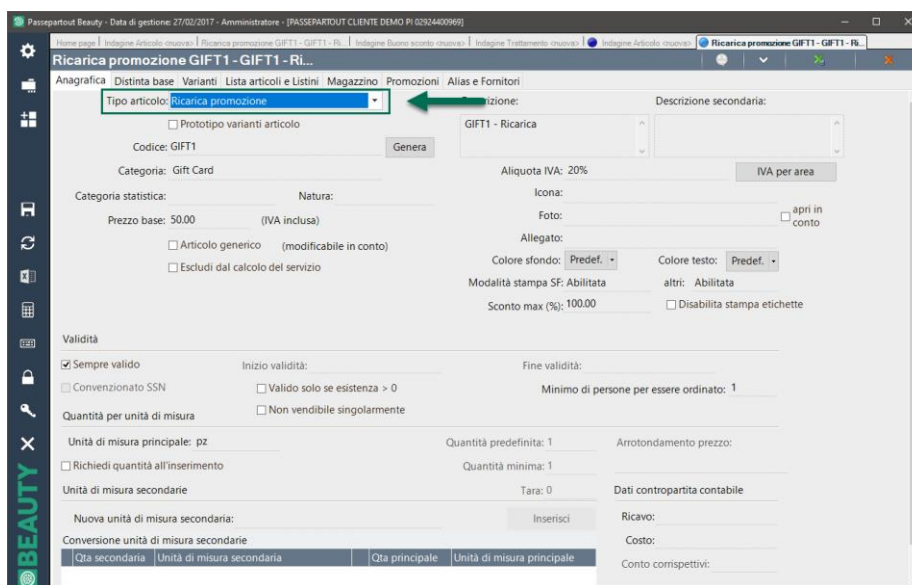 Passepartout Beauty - Data di gestione: 27/02/2017 - Amministratore - [PASSEPARTOUT CLIENTE DEMO PI 02924400969]
Home page Indagine Articolo <nuova> Ricarica promozione GIFT1 - GIFT1 - Ri... Indagine Buono sconto <nuova> Indagine Trattamento <nuova> Indagine Articolo <nuova> Ricarica promozione GIFT1 - GIFT1 - Ri...
Ricarica promozione GIFT1 - GIFT1 - Ri...
Anagrafica Distinta base Varianti Lista articoli e Listini Magazzino Promozioni Alias e Fornitori
Tipo articolo: Ricarica promozione Descrizione: Descrizione secondaria:
Prototipo varianti articolo GIFT1 - Ricarica
Codice: GIFT1 Genera
Categoria: Gift Card Aliquota IVA: 20% IVA per area
Categoria statistica: Natura: Icona:
Prezzo base: 50.00 (IVA inclusa) Foto: apri in conto
Articolo generico (modificabile in conto) Allegato:
Escludi dal calcolo del servizio Colore sfondo: Predef. Colore testo: Predef.
Modalità stampa SF: Abilitata altri: Abilitata
Sconto max (%): 100.00 Disabilita stampa etichette
Validità
Sempre valido Inizio validità: Fine validità:
Convenzionato SSN Valido solo se esistenza > 0 Minimo di persone per essere ordinato: 1
Non vendibile singolarmente
Quantità per unità di misura
Unità di misura principale: pz Quantità predefinita: 1 Arrotondamento prezzo:
Richiedi quantità all'inserimento Quantità minima: 1
Unità di misura secondarie Tara: 0 Dati contropartita contabile
Nuova unità di misura secondaria: Inserisci Ricavo:
Conversione unità di misura secondarie Costo:
Qta secondaria Unità di misura secondaria Qta principale Unità di misura principale Conto corrispettivi:
BEAUTY